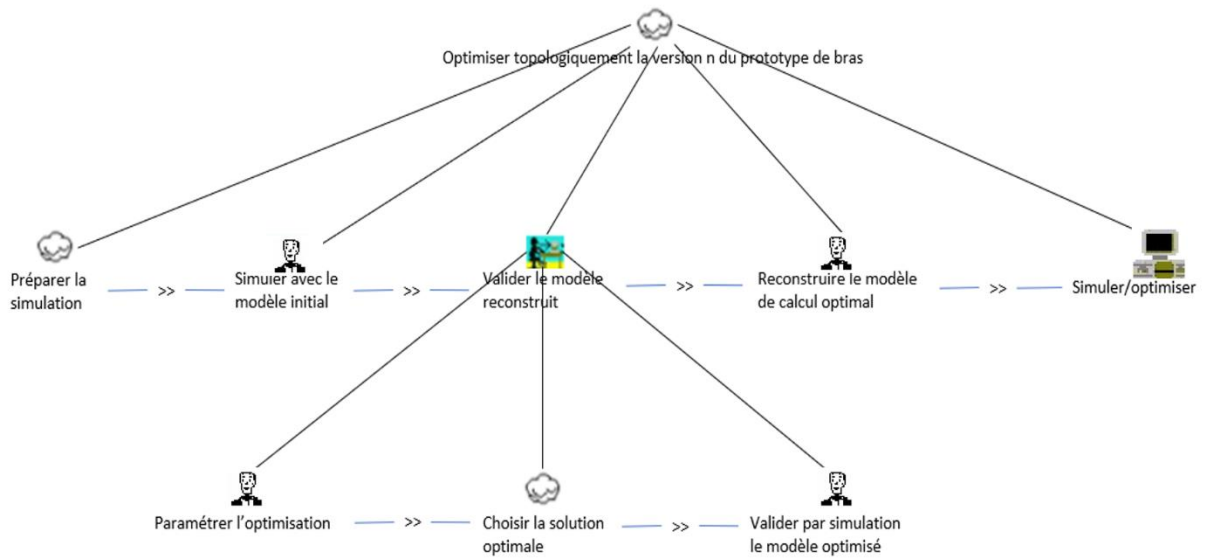 Optimiser topologiquement la version n du prototype de bras
Préparer la
simulation
>>
Simuler avec le
modèle initial
>>
Valider le modèle
reconstruit
>>
Reconstruire le modèle
de calcul optimal
>>
Simuler/optimiser
Paramétrer l'optimisation
>>
Choisir la solution
optimale
>>
Valider par simulation
le modèle optimisé